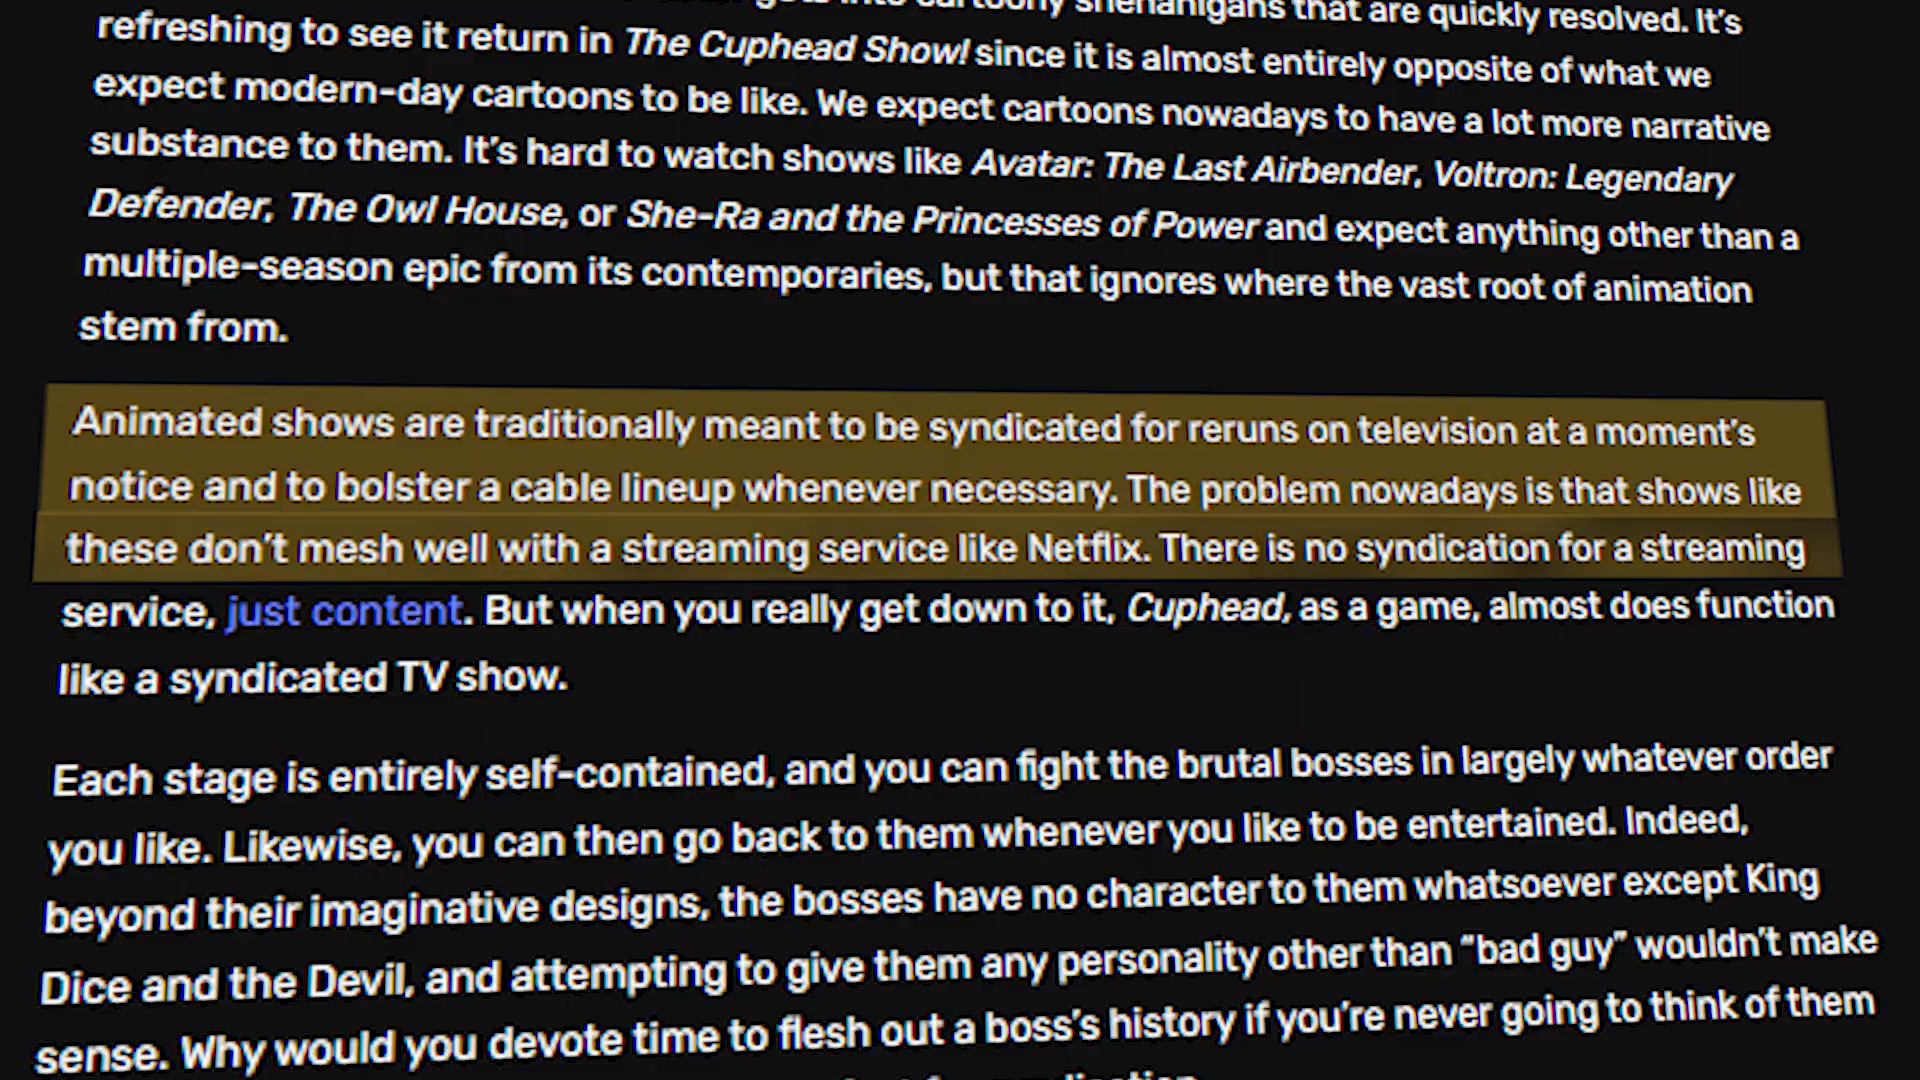 gets into cartoony shenanigans that are quickly resolved. It's
refreshing to see it return in The Cuphead Show! since it is almost entirely opposite of what we
expect modern-day cartoons to be like. We expect cartoons nowadays to have a lot more narrative
substance to them. It's hard to watch shows like Avatar: The Last Airbender, Voltron: Legendary
Defender, The Owl House, or She-Ra and the Princesses of Power and expect anything other than a
multiple-season epic from its contemporaries, but that ignores where the vast root of animation
stem from.
Animated shows are traditionally meant to be syndicated for reruns on television at a moment's
notice and to bolster a cable lineup whenever necessary. The problem nowadays is that shows like
these don't mesh well with a streaming service like Netflix. There is no syndication for a streaming
service, just content. But when you really get down to it, Cuphead, as a game, almost does function
like a syndicated TV show.
Each stage is entirely self-contained, and you can fight the brutal bosses in largely whatever order
you like. Likewise, you can then go back to them whenever you like to be entertained. Indeed,
beyond their imaginative designs, the bosses have no character to them whatsoever except King
Dice and the Devil, and attempting to give them any personality other than “bad guy” wouldn't make
sense. Why would you devote time to flesh out a boss's history if you're never going to think of them